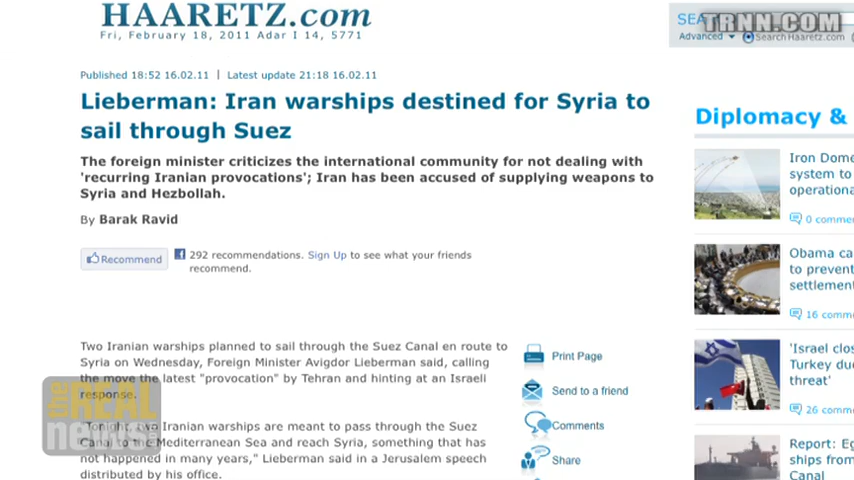 HAARETZ.com
Fri, February 18, 2011 Adar I 14, 5771
TRNN.COM
Advanced
Search Haaretz.com
Published 18:52 16.02.11 | Latest update 21:18 16.02.11
Lieberman: Iran warships destined for Syria to
sail through Suez
The foreign minister criticizes the international community for not dealing with
'recurring Iranian provocations'; Iran has been accused of supplying weapons to
Syria and Hezbollah.
By Barak Ravid
Recommend
292 recommendations. Sign Up to see what your friends
recommend.
Two Iranian warships planned to sail through the Suez Canal en route to
Syria on Wednesday, Foreign Minister Avigdor Lieberman said, calling
the move the latest "provocation" by Tehran and hinting at an Israeli
response.
"Tonight, two Iranian warships are meant to pass through the Suez
Canal to the Mediterranean Sea and reach Syria, something that has
not happened in many years," Lieberman said in a Jerusalem speech
distributed by his office.
the REAL
news
Print Page
Send to a friend
Comments
Share
Diplomacy &
Iron Dome
system to
operational
0 comme
Obama ca
to prevent
settlement
16 comm
'Israel clos
Turkey due
threat'
26 comm
Report: Eg
ships from
Canal